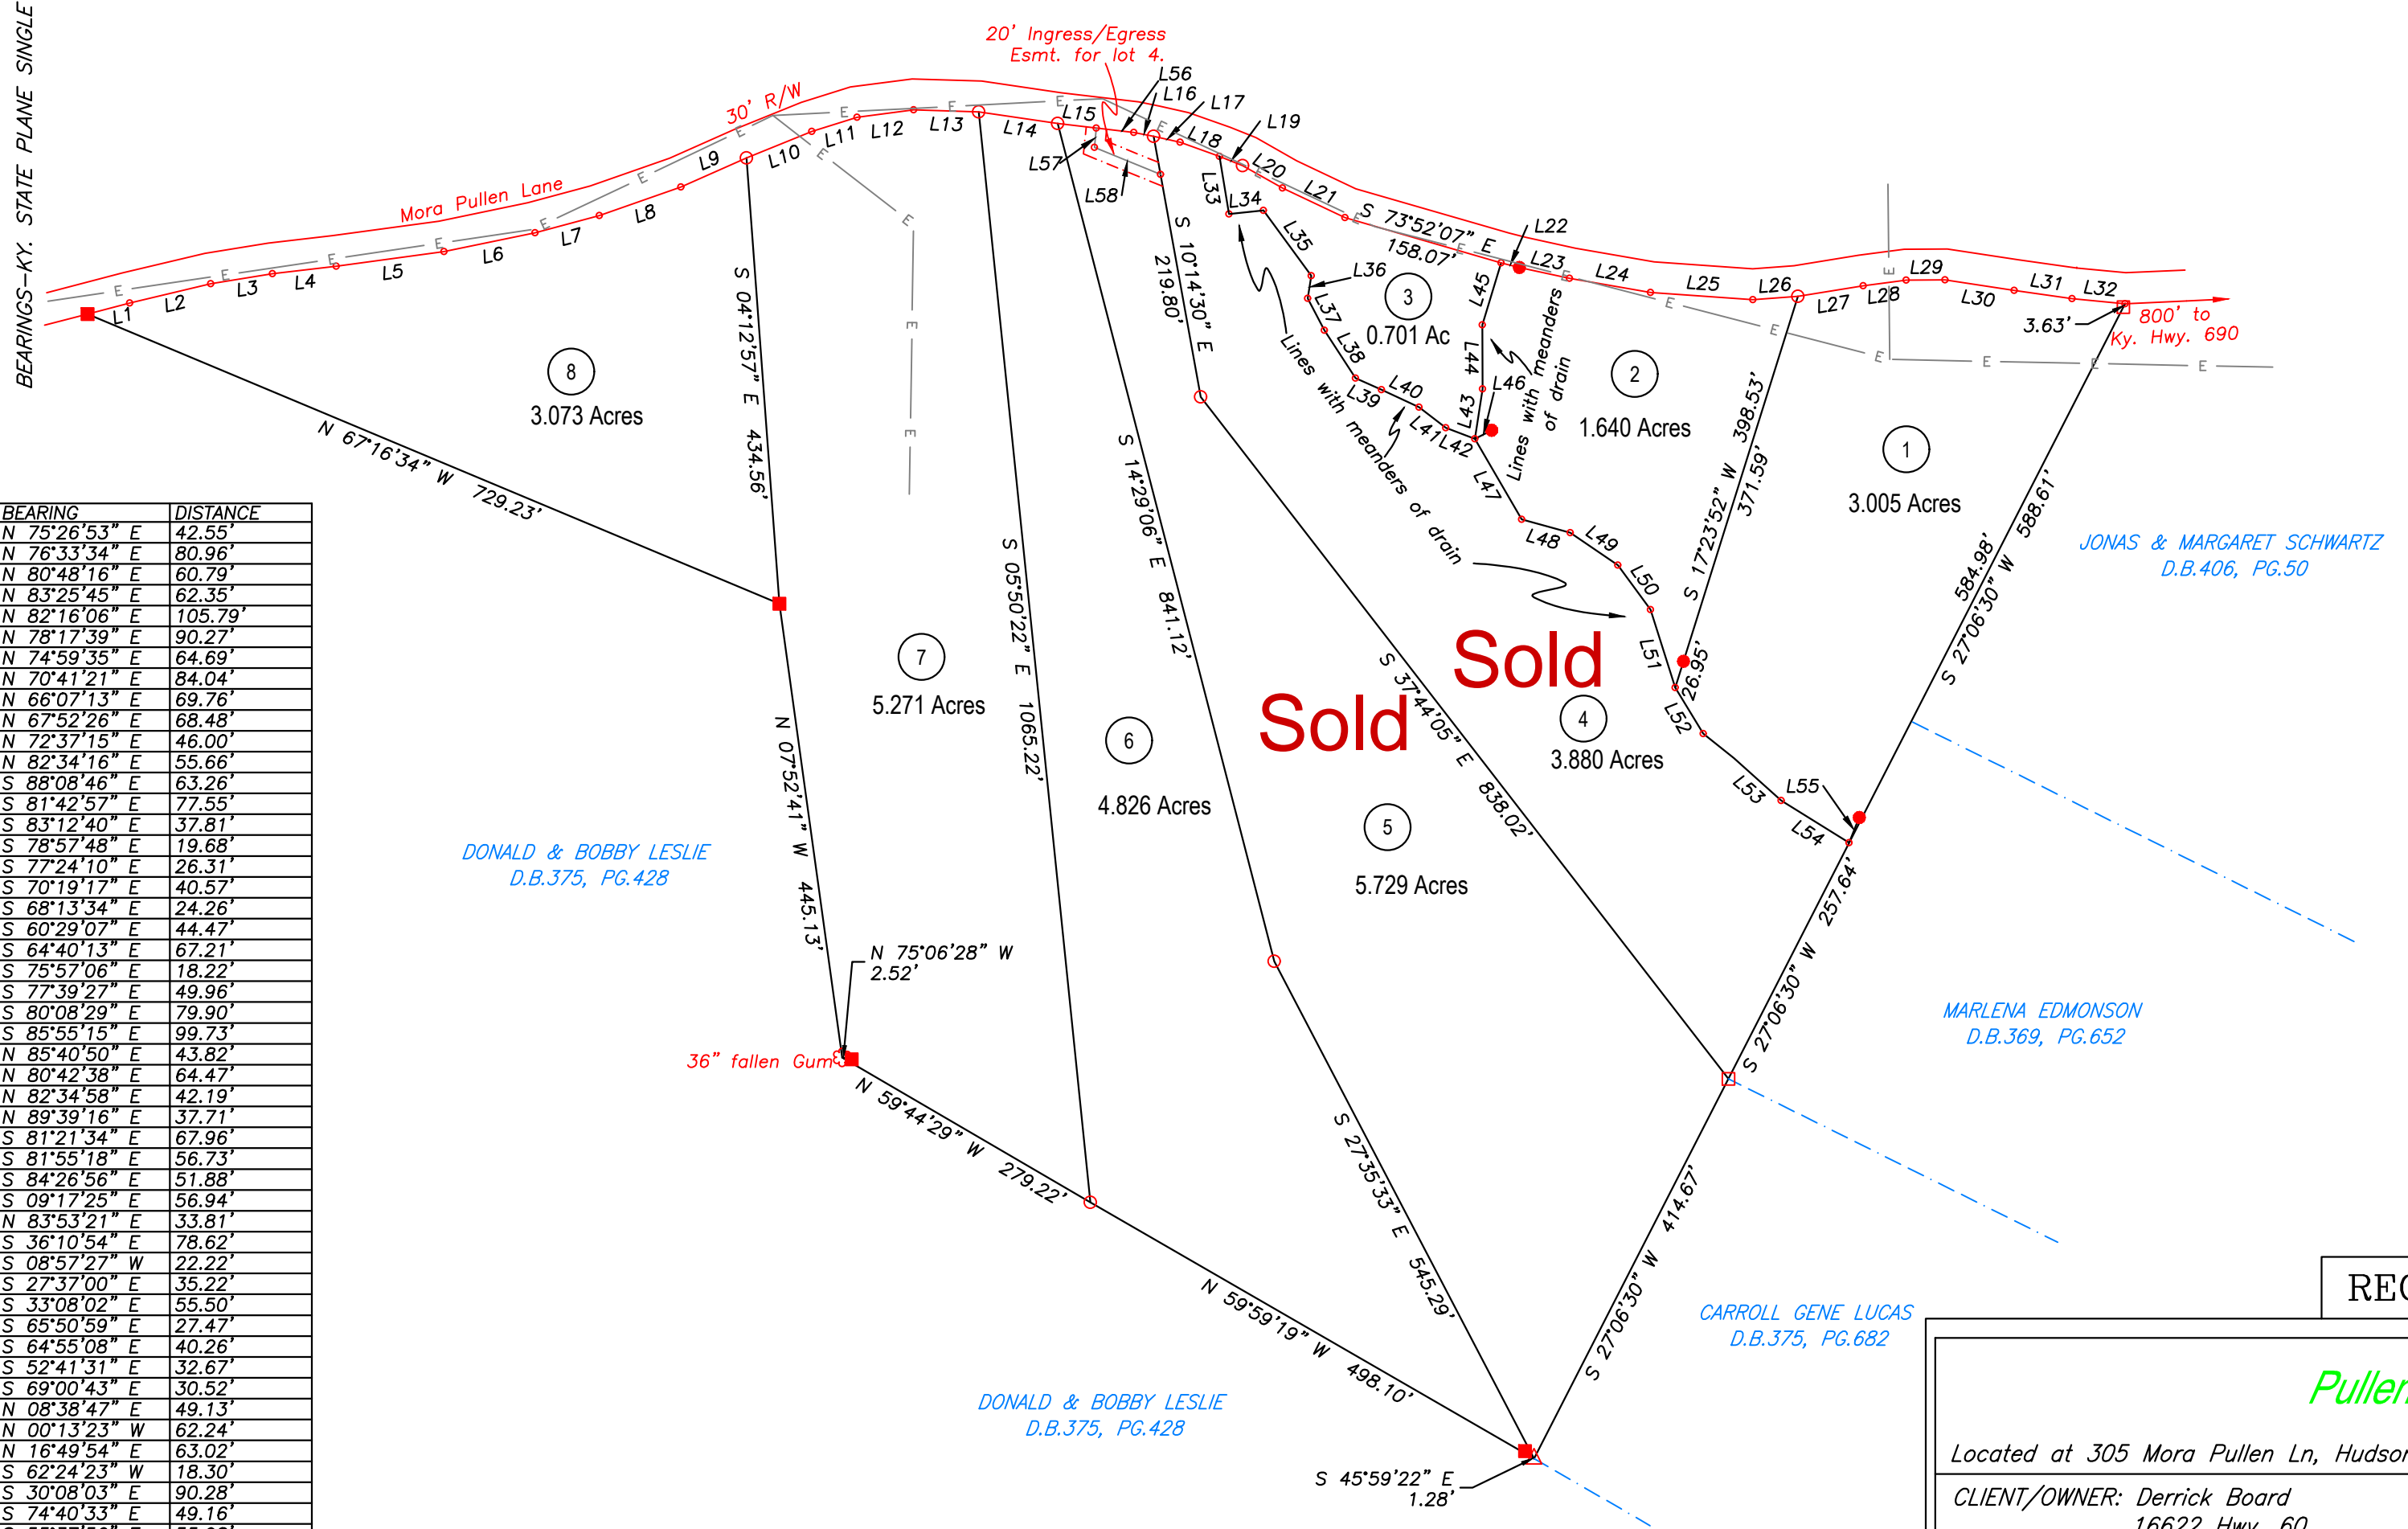 BEARINGS-KY. STATE PLANE SINGLE
20' Ingress/Egress
Esmt. for lot 4.
30' R/W
Mora Pullen Lane
L1
L2
L3
L4
L5
L6
L7
L8
L9
L10
L11
L12
L13
L14
L15
L56
L16
L17
L18
L19
L20
L21
L57
L58
L33
L34
L35
L36
L37
L38
L39
L40
L41
L42
L43
L44
L45
L46
L22
L23
L24
L25
L26
L27
L28
L29
L30
L31
L32
L47
L48
L49
L50
L51
L52
L53
L54
L55
S 73°52'07" E
158.07'
3.63'
800' to
Ky. Hwy. 690
8
3.073 Acres
N 67°16'34" W 729.23'
S 04°12'57" E 434.56'
S 10°14'30" E
219.80'
3
0.701 Ac
Lines with meanders
of drain
Lines with meanders of drain
2
1.640 Acres
S 17°23'52" W 398.53'
371.59'
26.95'
1
3.005 Acres
584.98'
S 27°06'30" W 588.61'
JONAS & MARGARET SCHWARTZ
D.B.406, PG.50
S 14°29'06" E 841.12'
S 05°50'22" E 1065.22'
7
5.271 Acres
6
4.826 Acres
Sold
Sold
S 37°44'05" E 838.02'
4
3.880 Acres
5
5.729 Acres
N 07°52'41" W 445.13'
DONALD & BOBBY LESLIE
D.B.375, PG.428
N 75°06'28" W
2.52'
36" fallen Gum
N 59°44'29" W 279.22'
S 27°06'30" W 257.64'
MARLENA EDMONSON
D.B.369, PG.652
S 27°35'33" E 545.29'
N 59°59'19" W 498.10'
S 27°06'30" W 414.67'
CARROLL GENE LUCAS
D.B.375, PG.682
DONALD & BOBBY LESLIE
D.B.375, PG.428
S 45°59'22" E
1.28'
BEARING DISTANCE
N 75°26'53" E 42.55'
N 76°33'34" E 80.96'
N 80°48'16" E 60.79'
N 83°25'45" E 62.35'
N 82°16'06" E 105.79'
N 78°17'39" E 90.27'
N 74°59'35" E 64.69'
N 70°41'21" E 84.04'
N 66°07'13" E 69.76'
N 67°52'26" E 68.48'
N 72°37'15" E 46.00'
N 82°34'16" E 55.66'
S 88°08'46" E 63.26'
S 81°42'57" E 77.55'
S 83°12'40" E 37.81'
S 78°57'48" E 19.68'
S 77°24'10" E 26.31'
S 70°19'17" E 40.57'
S 68°13'34" E 24.26'
S 60°29'07" E 44.47'
S 64°40'13" E 67.21'
S 75°57'06" E 18.22'
S 77°39'27" E 49.96'
S 80°08'29" E 79.90'
S 85°55'15" E 99.73'
N 85°40'50" E 43.82'
N 80°42'38" E 64.47'
N 82°34'58" E 42.19'
N 89°39'16" E 37.71'
S 81°21'34" E 67.96'
S 81°55'18" E 56.73'
S 84°26'56" E 51.88'
S 09°17'25" E 56.94'
N 83°53'21" E 33.81'
S 36°10'54" E 78.62'
S 08°57'27" W 22.22'
S 27°37'00" E 35.22'
S 33°08'02" E 55.50'
S 65°50'59" E 27.47'
S 64°55'08" E 40.26'
S 52°41'31" E 32.67'
S 69°00'43" E 30.52'
N 08°38'47" E 49.13'
N 00°13'23" W 62.24'
N 16°49'54" E 63.02'
S 62°24'23" W 18.30'
S 30°08'03" E 90.28'
S 74°40'33" E 49.16'
REC
Pullen
Located at 305 Mora Pullen Ln, Hudson
CLIENT/OWNER: Derrick Board
16622 Hwy. 60